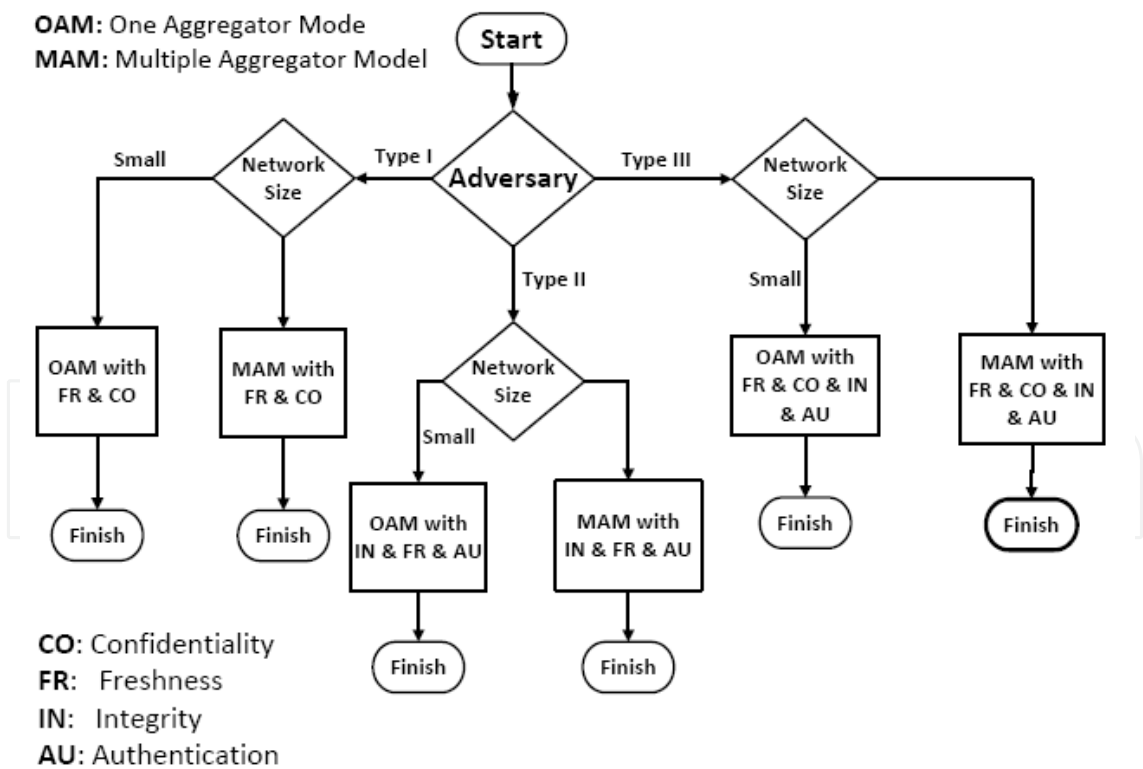 OAM: One Aggregator Mode
MAM: Multiple Aggregator Model
Start
Adversary
Type I
Type II
Type III
Network
Size
Small
OAM with
FR & CO
Finish
MAM with
FR & CO
Finish
Network
Size
Small
OAM with
IN & FR & AU
Finish
MAM with
IN & FR & AU
Finish
Network
Size
Small
OAM with
FR & CO & IN
& AU
Finish
MAM with
FR & CO & IN
& AU
Finish
CO: Confidentiality
FR: Freshness
IN: Integrity
AU: Authentication